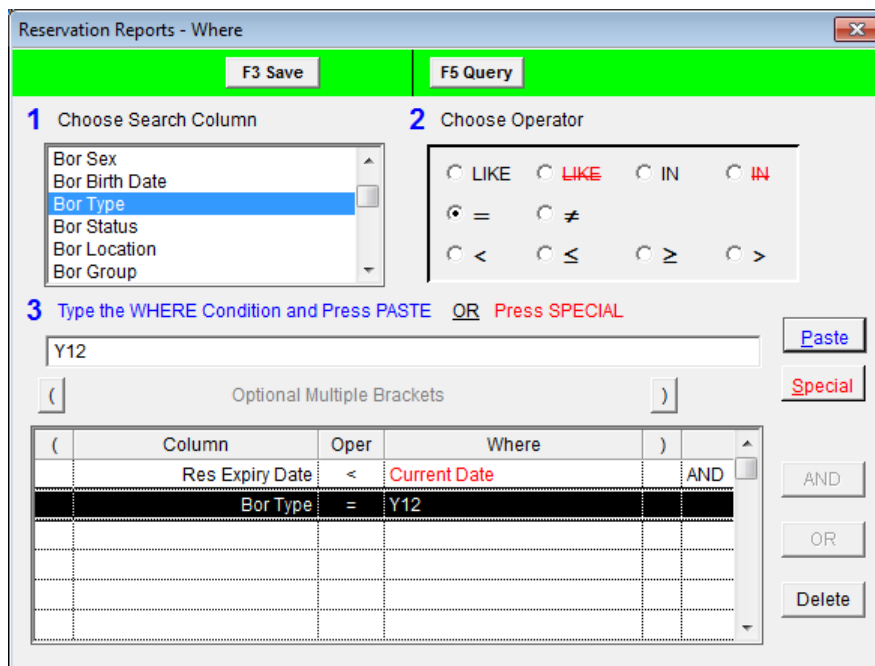 Reservation Reports - Where
F3 Save F5 Query
1 Choose Search Column 2 Choose Operator
Bor Sex
Bor Birth Date
Bor Type
Bor Status
Bor Location
Bor Group
LIKE LIKE IN IN
= ≠
< ≤ ≥ >
3 Type the WHERE Condition and Press PASTE OR Press SPECIAL
Y12
Paste
Special
( Optional Multiple Brackets )
( Column Oper Where )
Res Expiry Date < Current Date AND
Bor Type = Y12
AND
OR
Delete